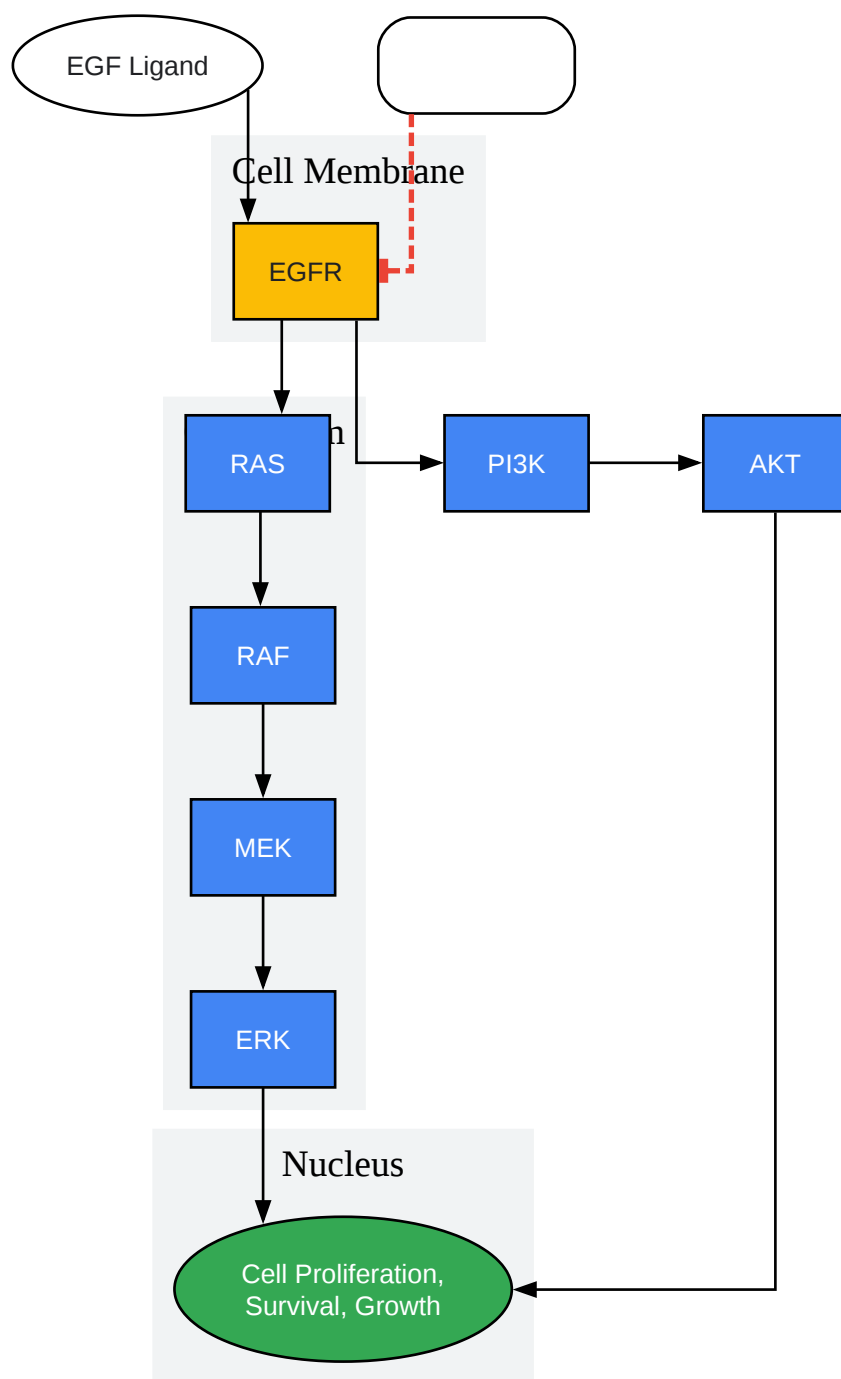 EGF Ligand
Cell Membrane
EGFR
RAS
PI3K
AKT
RAF
MEK
ERK
Nucleus
Cell Proliferation,
Survival, Growth